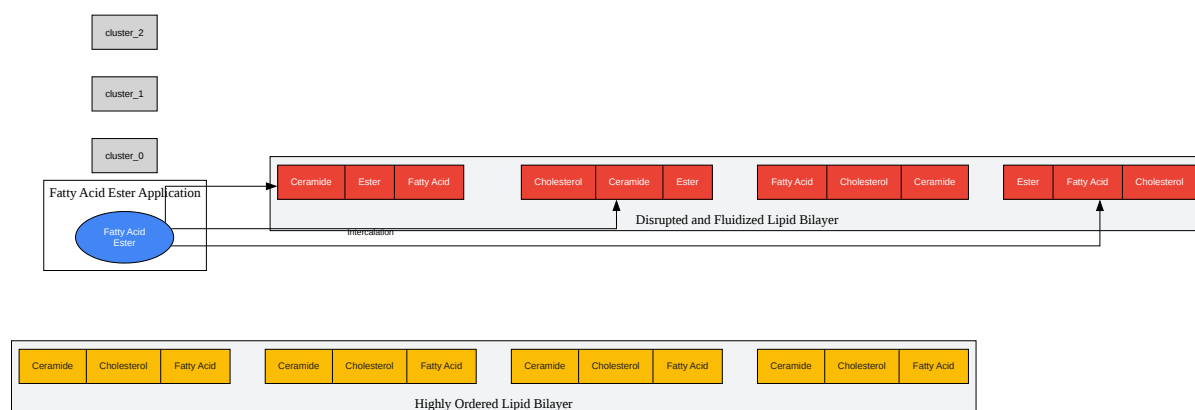 cluster_2
cluster_1
cluster_0
Fatty Acid Ester Application
Fatty Acid
Ester
Ceramide Ester Fatty Acid
Cholesterol Ceramide Ester
Fatty Acid Cholesterol Ceramide
Ester Fatty Acid Cholesterol
Disrupted and Fluidized Lipid Bilayer
Intercalation
Ceramide Cholesterol Fatty Acid
Ceramide Cholesterol Fatty Acid
Ceramide Cholesterol Fatty Acid
Ceramide Cholesterol Fatty Acid
Highly Ordered Lipid Bilayer